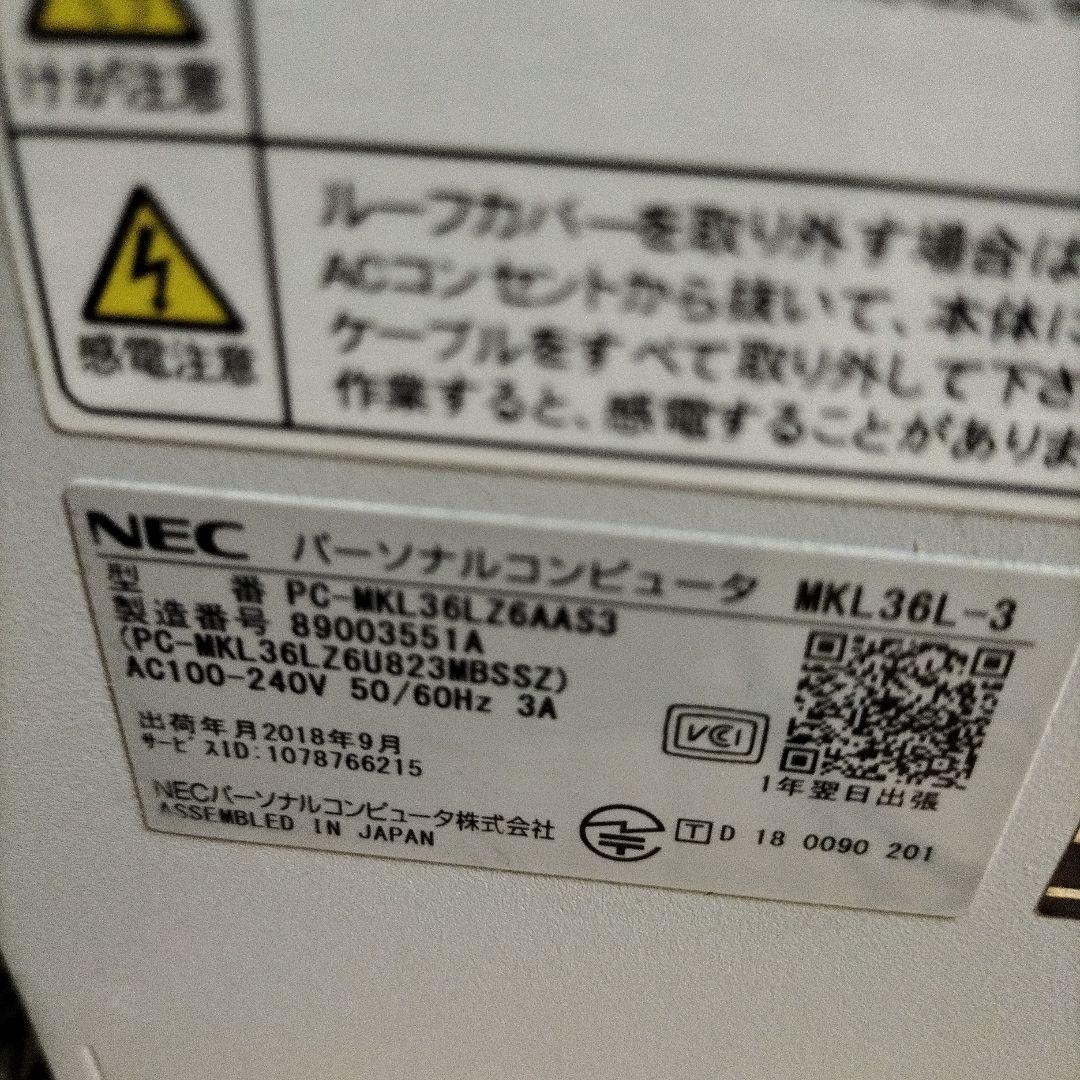 けが注意
感電注意
ルーフカバーを取り外す場合は
ACコンセントから抜いて、本体に
ケーブルをすべて取り外して下さ
作業すると、感電することがありま
NEC パーソナルコンピュータ MKL36L-3
型番 PC-MKL36LZ6AAS3
製造番号 89003551A
(PC-MKL36LZ6U823MBSSZ)
AC100-240V 50/60Hz 3A
VCCI
出荷年月2018年9月
サービスID:1078766215
1年翌日出張
NECパーソナルコンピュータ株式会社
ASSEMBLED IN JAPAN
T D 18 0090 201